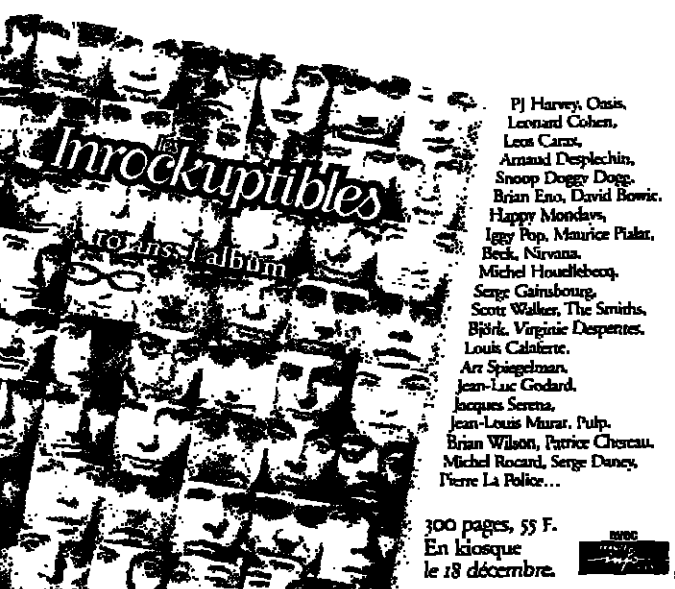 les
Inrockuptibles
10 ans: l'album
PJ Harvey, Oasis,
Leonard Cohen,
Leos Carax,
Arnaud Desplechin,
Snoop Doggy Dogg,
Brian Eno, David Bowie,
Happy Mondays,
Iggy Pop, Maurice Pialat,
Beck, Nirvana,
Michel Houellebecq,
Serge Gainsbourg,
Scott Walker, The Smiths,
Björk, Virginie Despentes,
Louis Calaferte,
Art Spiegelman,
Jean-Luc Godard,
Jacques Serena,
Jean-Louis Murat, Pulp,
Brian Wilson, Patrice Chereau,
Michel Rocard, Serge Daney,
Pierre La Police...
300 pages, 55 F.
En kiosque
le 18 décembre.
avec